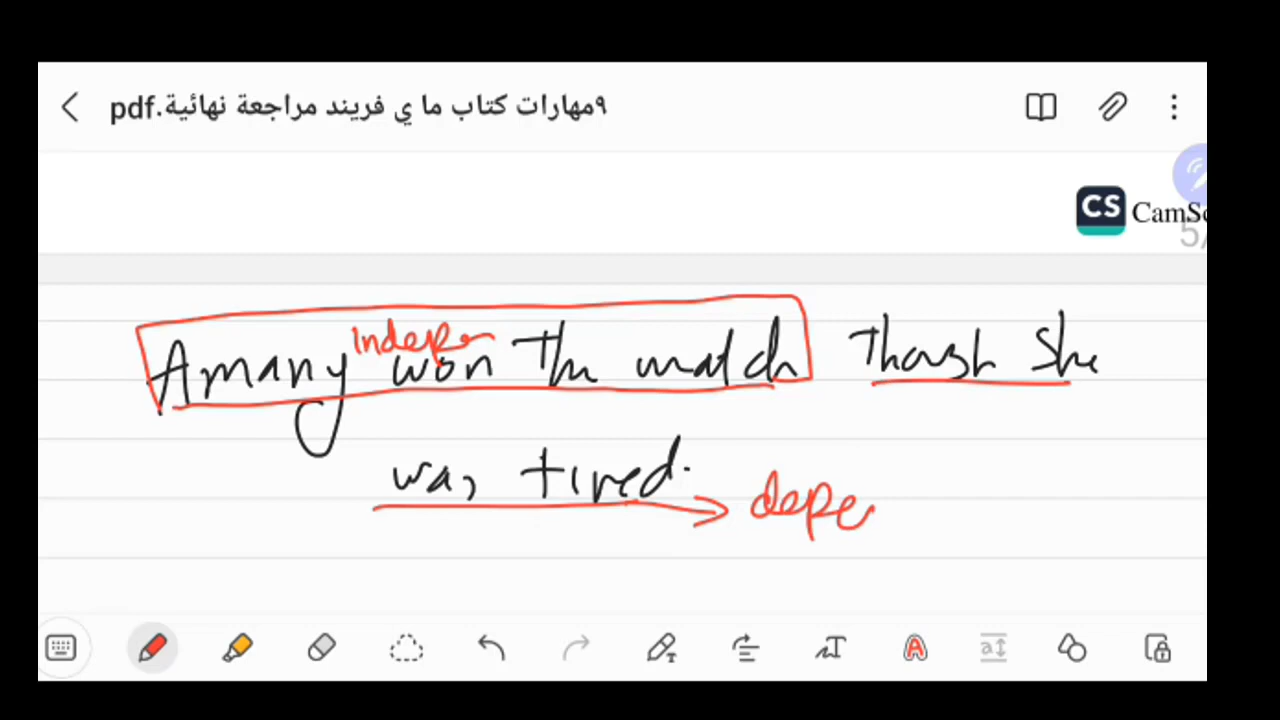 ٩مهارات كتاب ما ي فريند مراجعة نهائية.pdf
CS CamSc
5/
Indepe
Amany won The match Though She
was tired.
depe